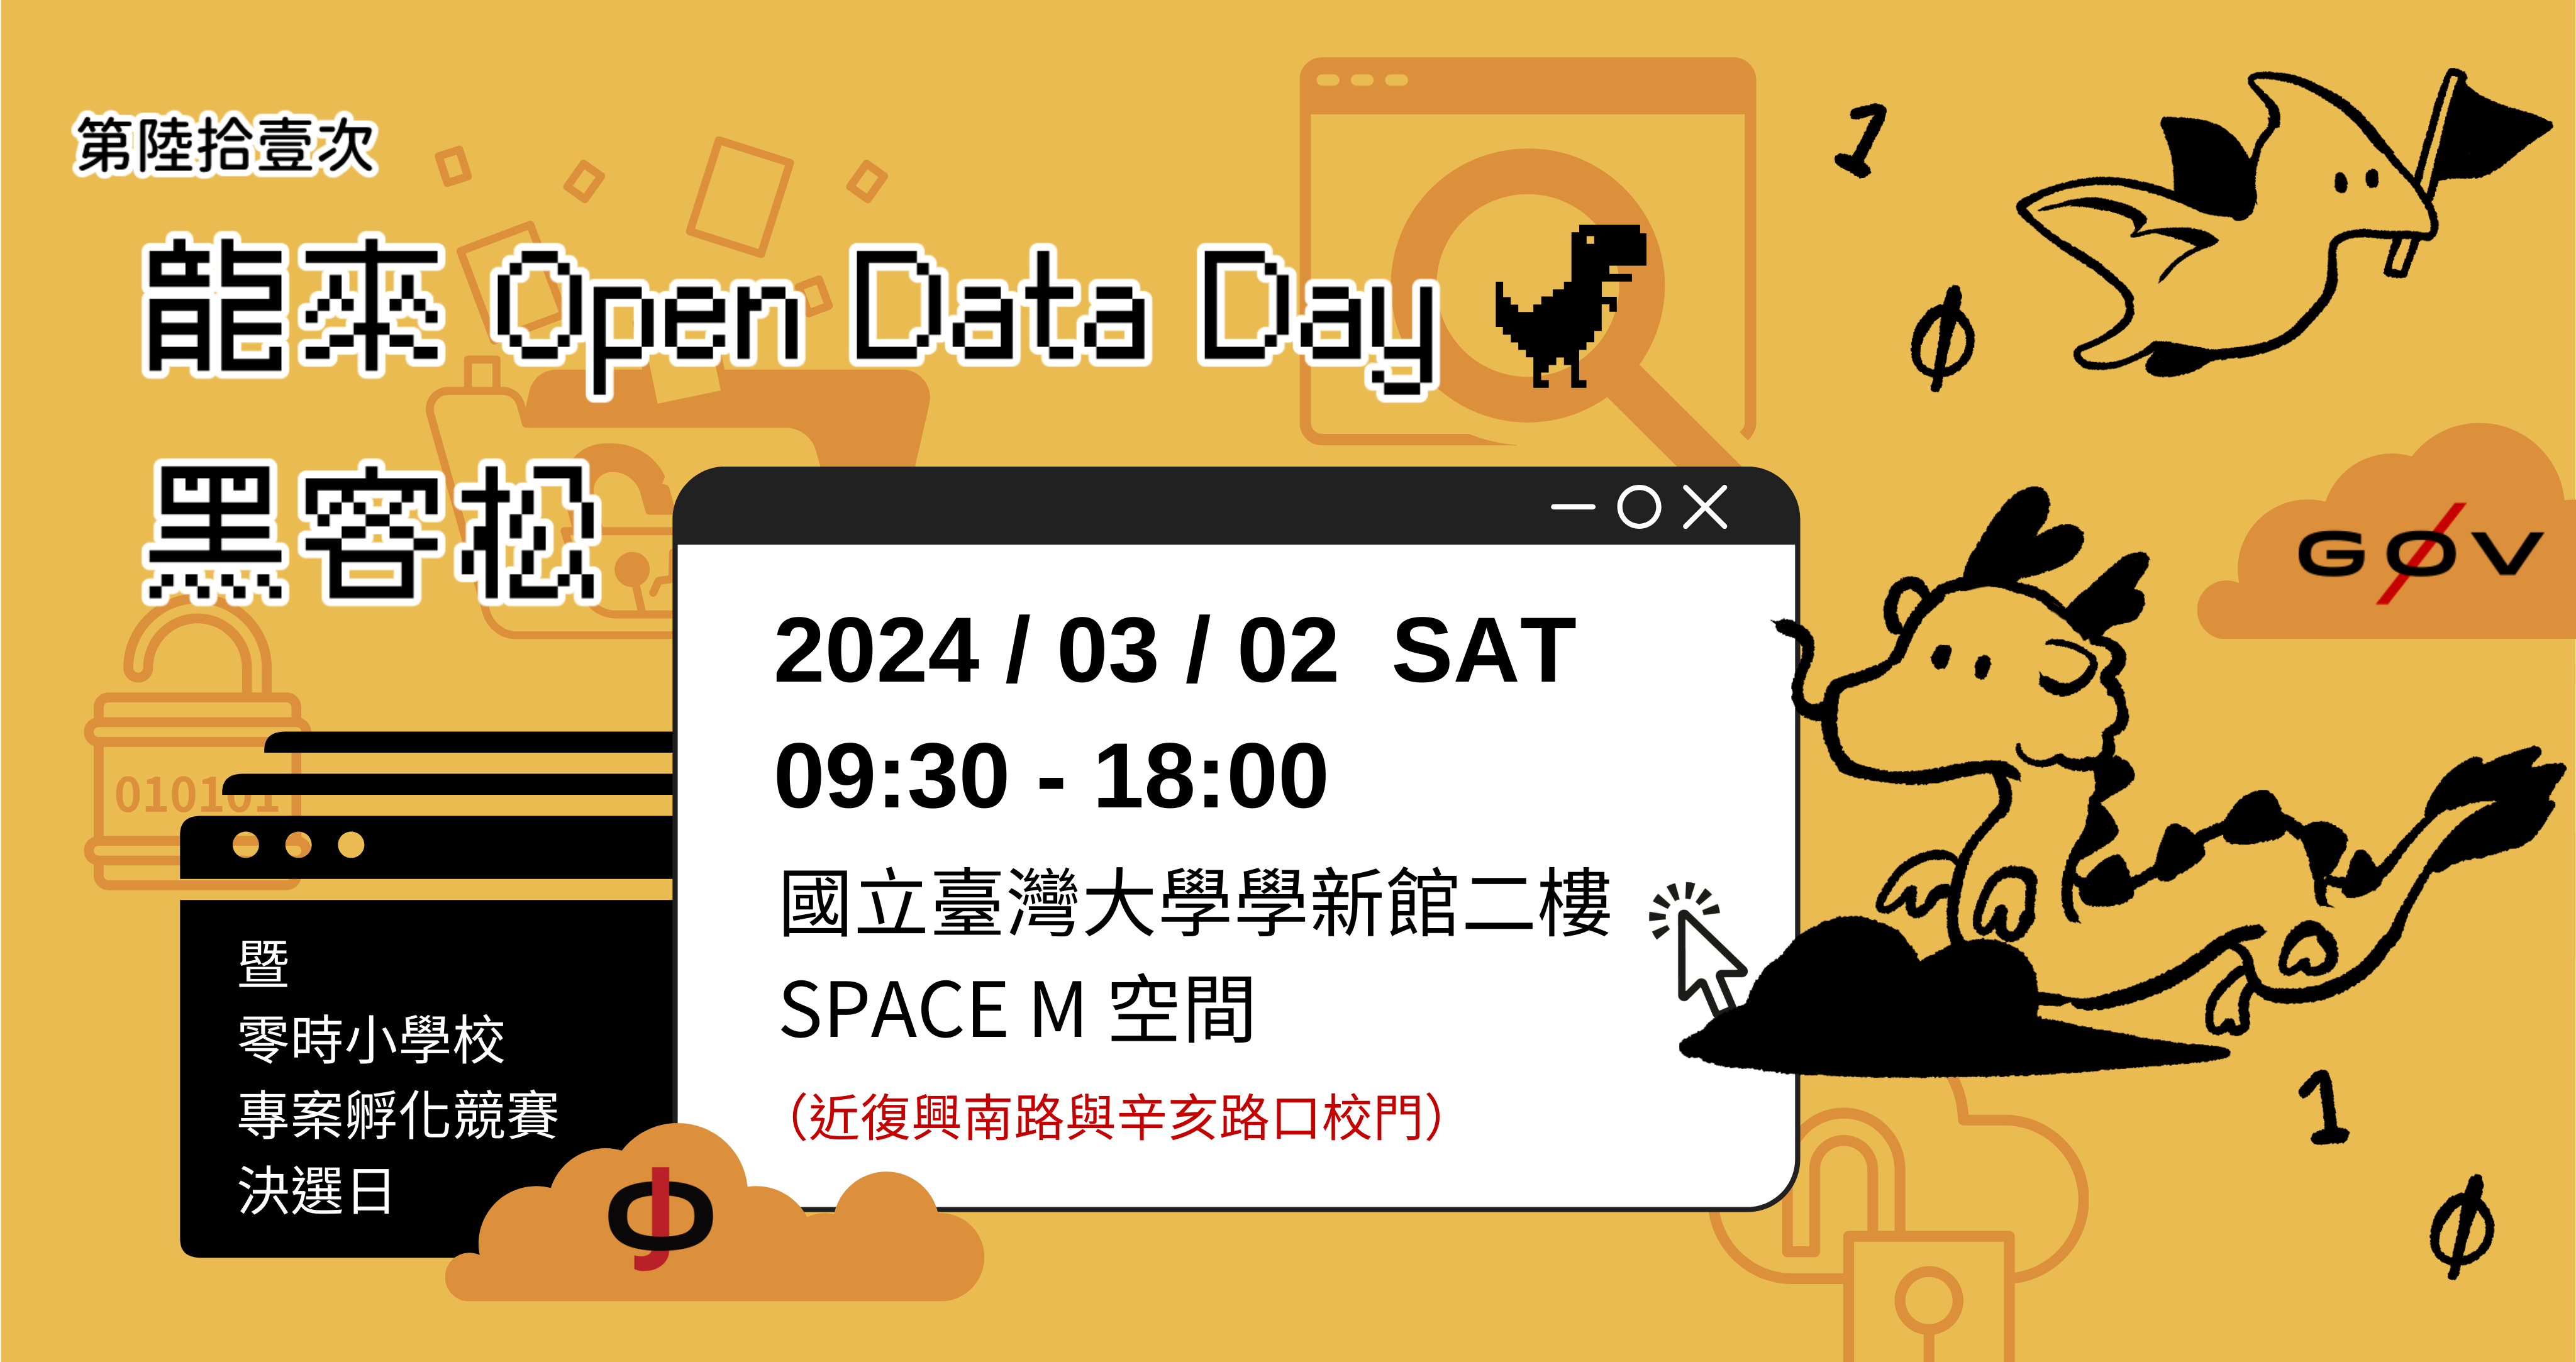 第陸拾壹次
龍來 Open Data Day
黑客松
2024 / 03 / 02 SAT
09:30 - 18:00
國立臺灣大學學新館二樓
SPACE M 空間
（近復興南路與辛亥路口校門）
010101
暨
零時小學校
專案孵化競賽
決選日
G0V
1
0
1
0